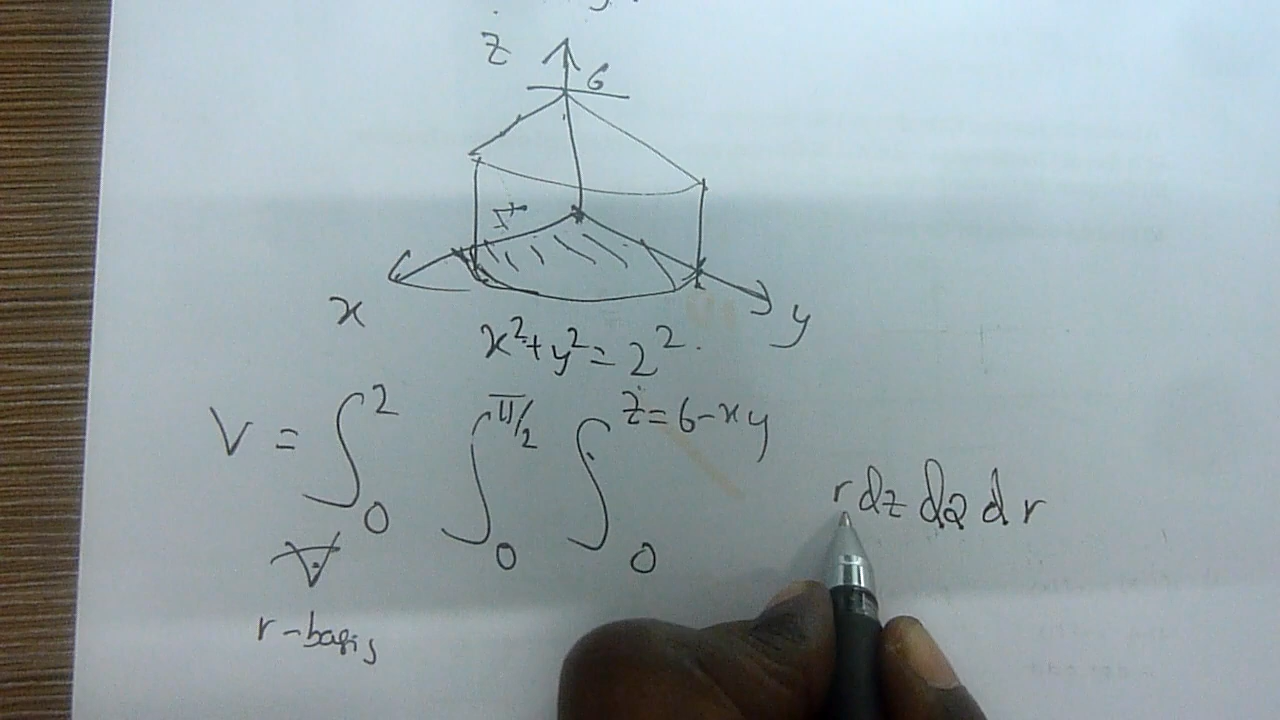 z
6
x
y
x²+y²=2².
V = ∫₀² ∫₀^{π/2} ∫₀^{z=6-xy} r dz dθ dr
r-basis